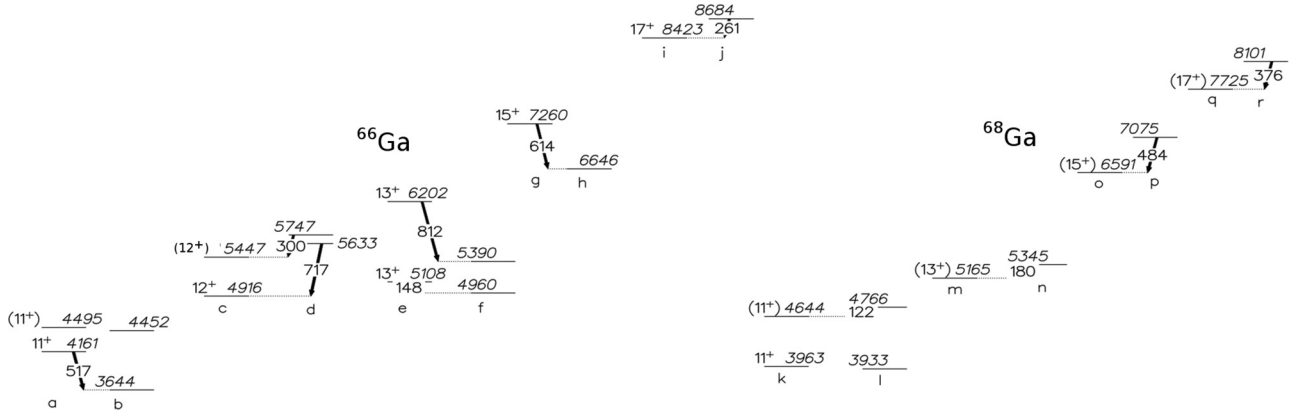 8684
17+ 8423 261
i j
8101
(17+) 7725 376
q r
15+ 7260
614
6646
g h
66Ga
68Ga
7075
(15+) 6591 484
o p
13+ 6202
812
5390
13+ 5108
148 4960
e f
5747
(12+) 5447 300 5633
717
12+ 4916
c d
5345
(13+) 5165 180
m n
4766
(11+) 4644 122
(11+) 4495 4452
11+ 4161
517 3644
a b
11+ 3963 3933
k l